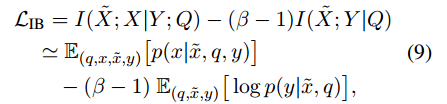 ℒ_IB = I(X̃; X|Y; Q) − (β − 1)I(X̃; Y|Q)
≃ 𝔼_(q,x,x̃,y)[p(x|x̃, q, y)] (9)
− (β − 1) 𝔼_(q,x̃,y)[log p(y|x̃, q)],